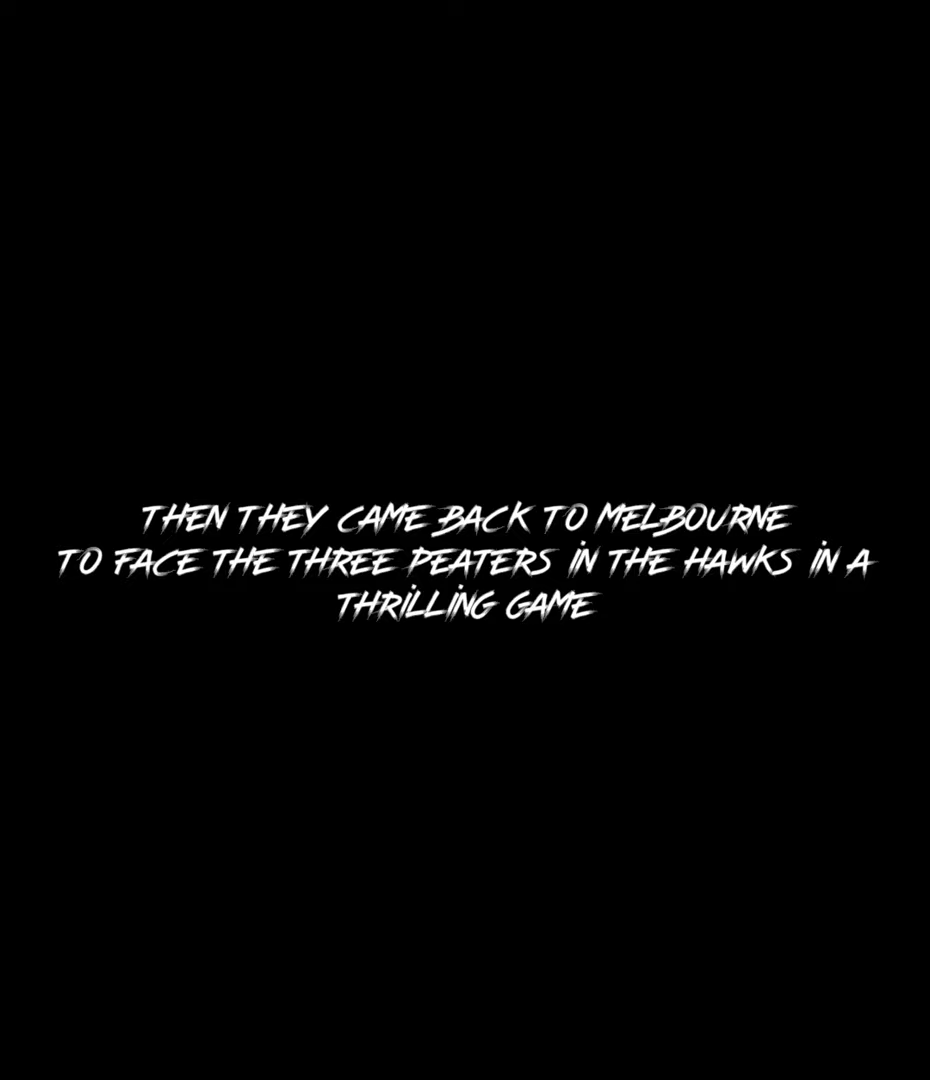 THEN THEY CAME BACK TO MELBOURNE
TO FACE THE THREE PEATERS IN THE HAWKS IN A
THRILLING GAME